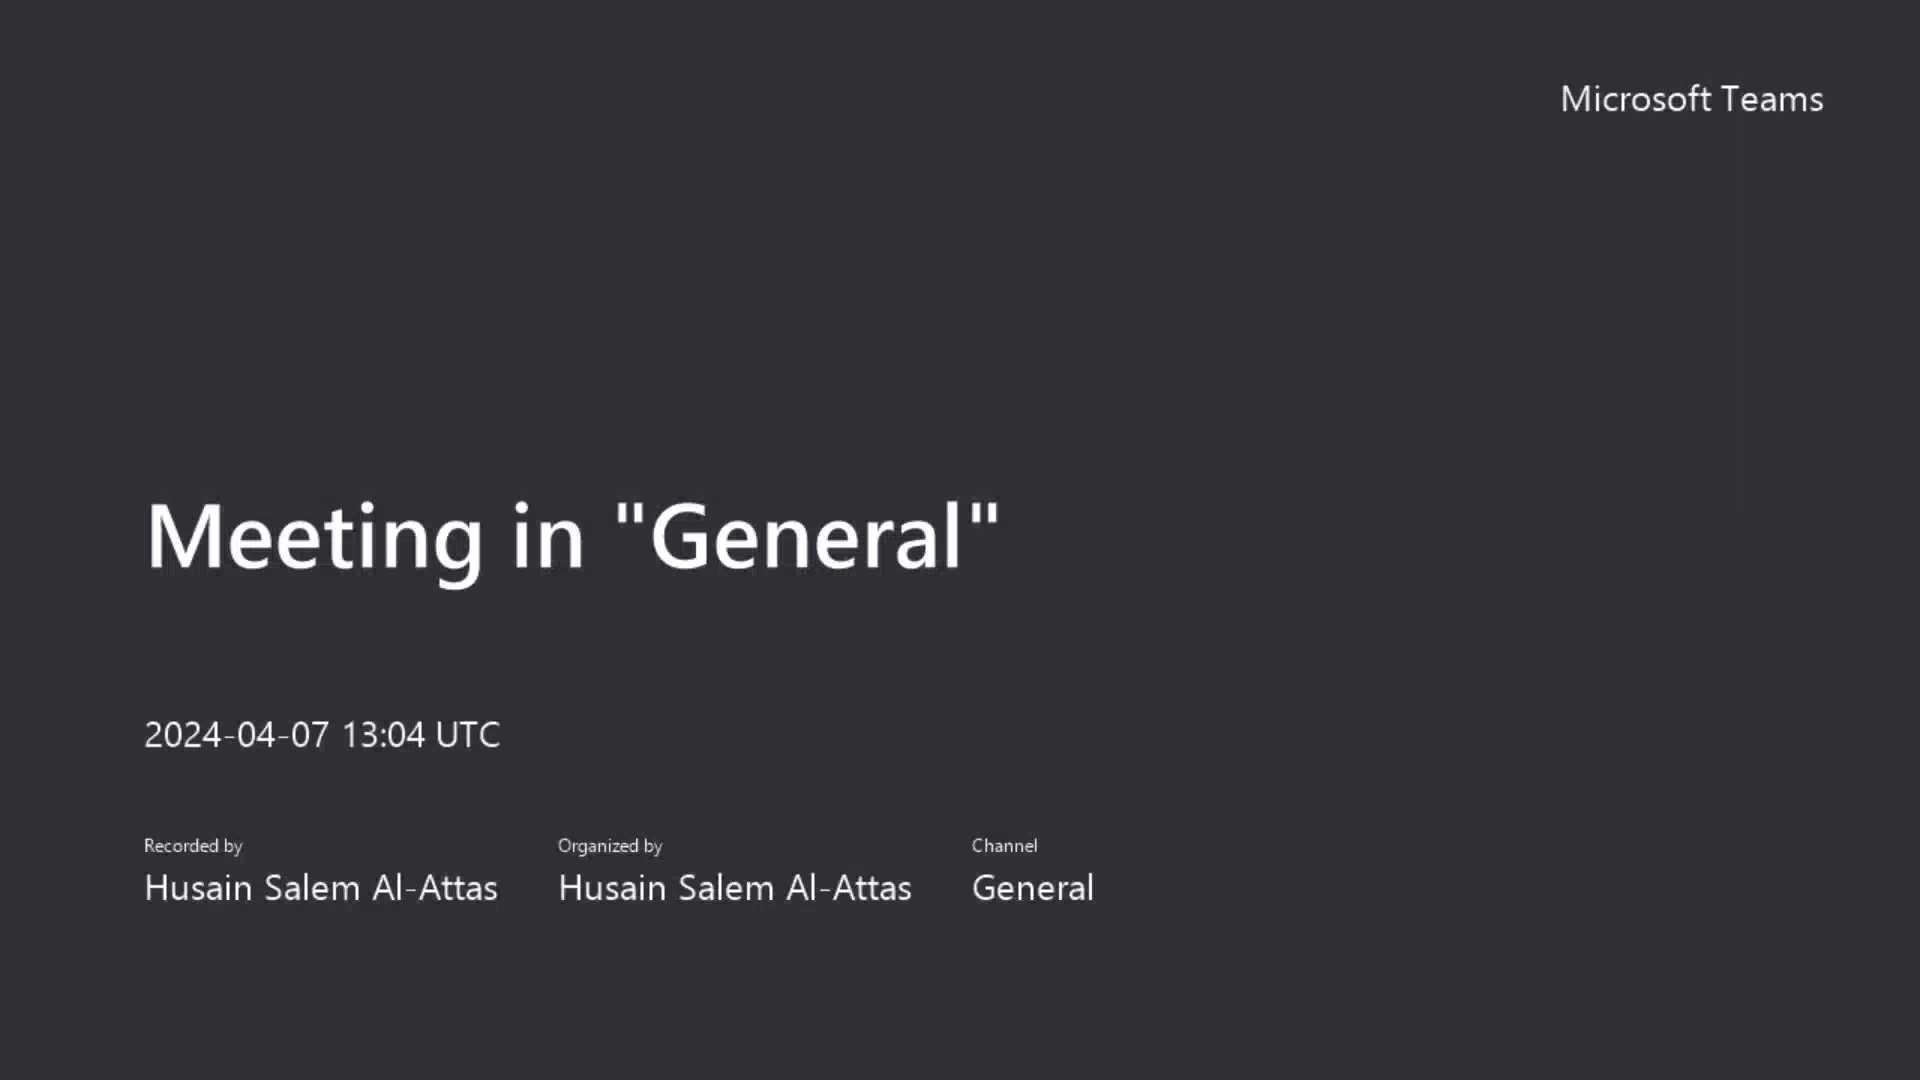 Microsoft Teams
Meeting in "General"
2024-04-07 13:04 UTC
Recorded by
Husain Salem Al-Attas
Organized by
Husain Salem Al-Attas
Channel
General